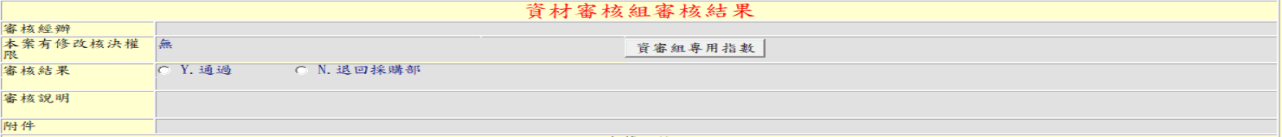 資材審核組審核結果
審核經辦
本案有修改核決權限 無 資審組專用指數
審核結果 Y. 通過 N. 退回採購部
審核說明
附件